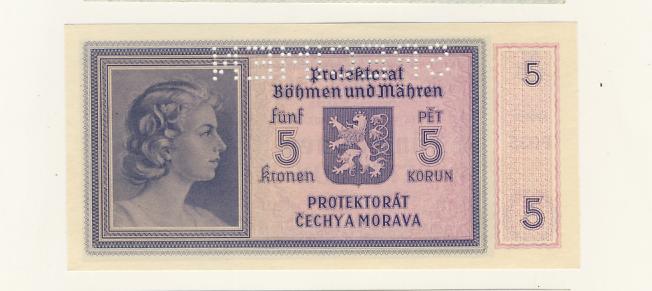 Protektorat
Böhmen und Mähren
fünf
5
Kronen
PĚT
5
KORUN
PROTEKTORÁT
ČECHY A MORAVA
5
5